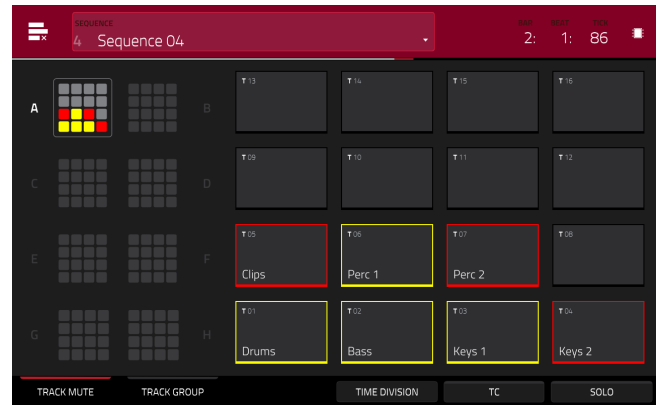 SEQUENCE
4 Sequence 04
BAR BEAT TICK
2: 1: 86
A B
C D
E F
G H
T 13 T 14 T 15 T 16
T 09 T 10 T 11 T 12
T 05 T 06 T 07 T 08
Clips Perc 1 Perc 2
T 01 T 02 T 03 T 04
Drums Bass Keys 1 Keys 2
TRACK MUTE TRACK GROUP TIME DIVISION TC SOLO